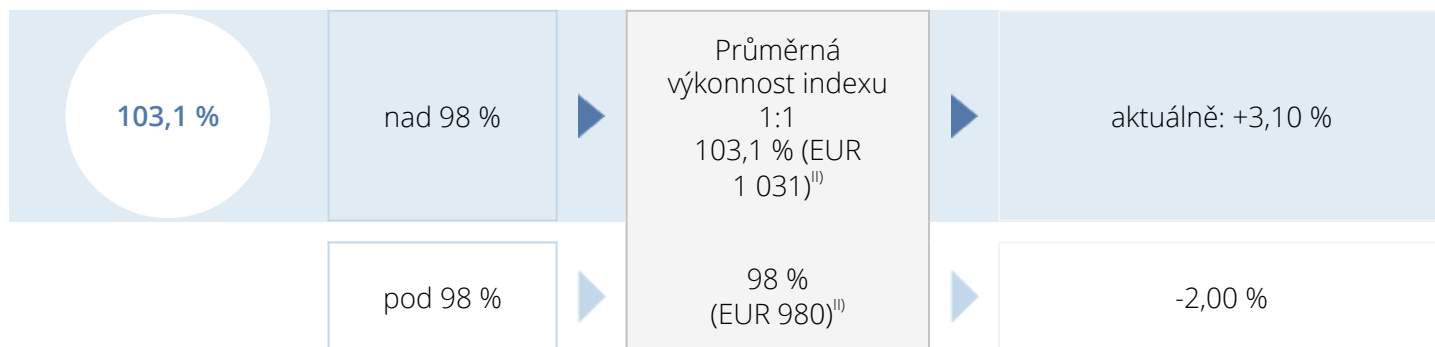 103,1 %
nad 98 %
Průměrná
výkonnost indexu
1:1
103,1 % (EUR
1 031)II)
aktuálně: +3,10 %
pod 98 %
98 %
(EUR 980)II)
-2,00 %